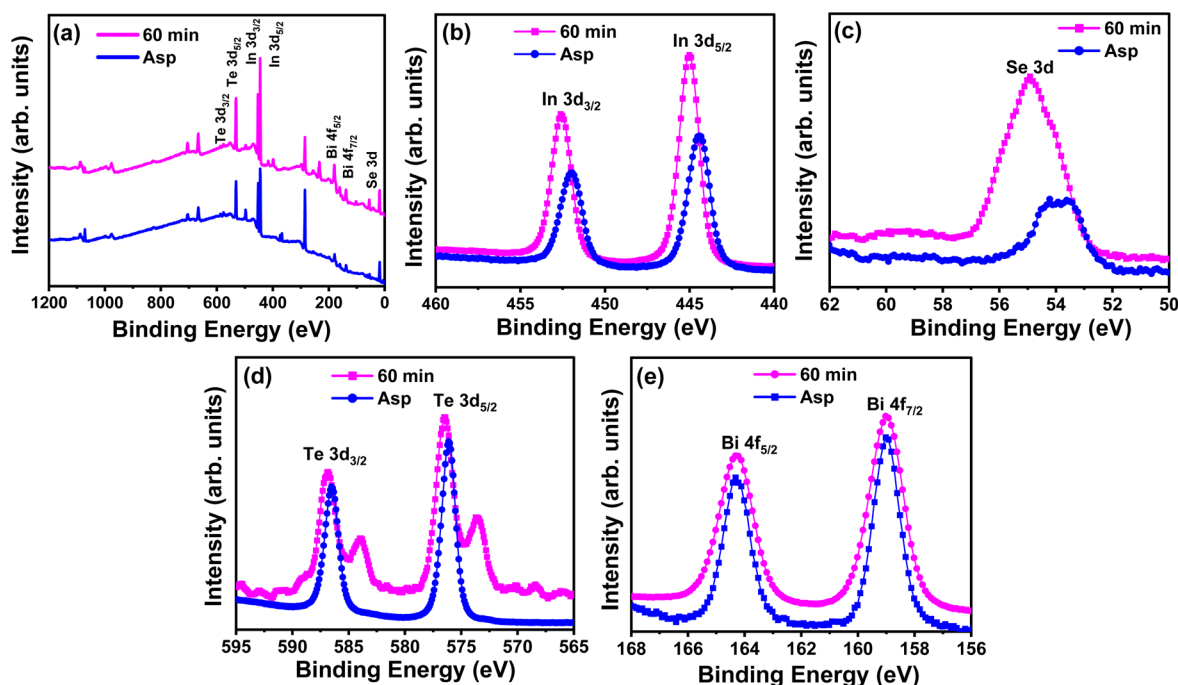 (a)
60 min
Asp
Te 3d3/2
Te 3d5/2
In 3d3/2
In 3d5/2
Bi 4f5/2
Bi 4f7/2
Se 3d
Intensity (arb. units)
1200 1000 800 600 400 200 0
Binding Energy (eV)
(b)
60 min
Asp
In 3d3/2
In 3d5/2
Intensity (arb. units)
460 455 450 445 440
Binding Energy (eV)
(c)
60 min
Asp
Se 3d
Intensity (arb. units)
62 60 58 56 54 52 50
Binding Energy (eV)
(d)
60 min
Asp
Te 3d3/2
Te 3d5/2
Intensity (arb. units)
595 590 585 580 575 570 565
Binding Energy (eV)
(e)
60 min
Asp
Bi 4f5/2
Bi 4f7/2
Intensity (arb. units)
168 166 164 162 160 158 156
Binding Energy (eV)